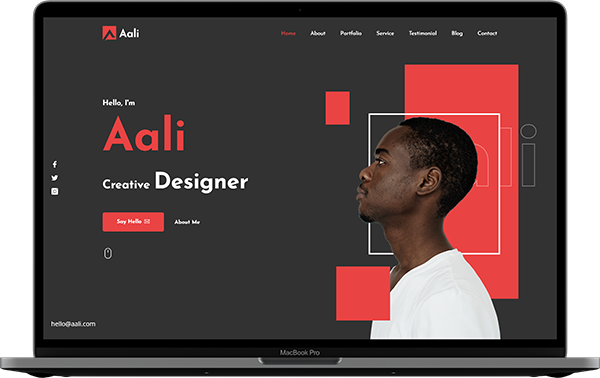 Aali
Home About Portfolio Service Testimonial Blog Contact
Hello, I'm
Aali
Creative Designer
Say Hello
About Me
ali
hello@aali.com
MacBook Pro